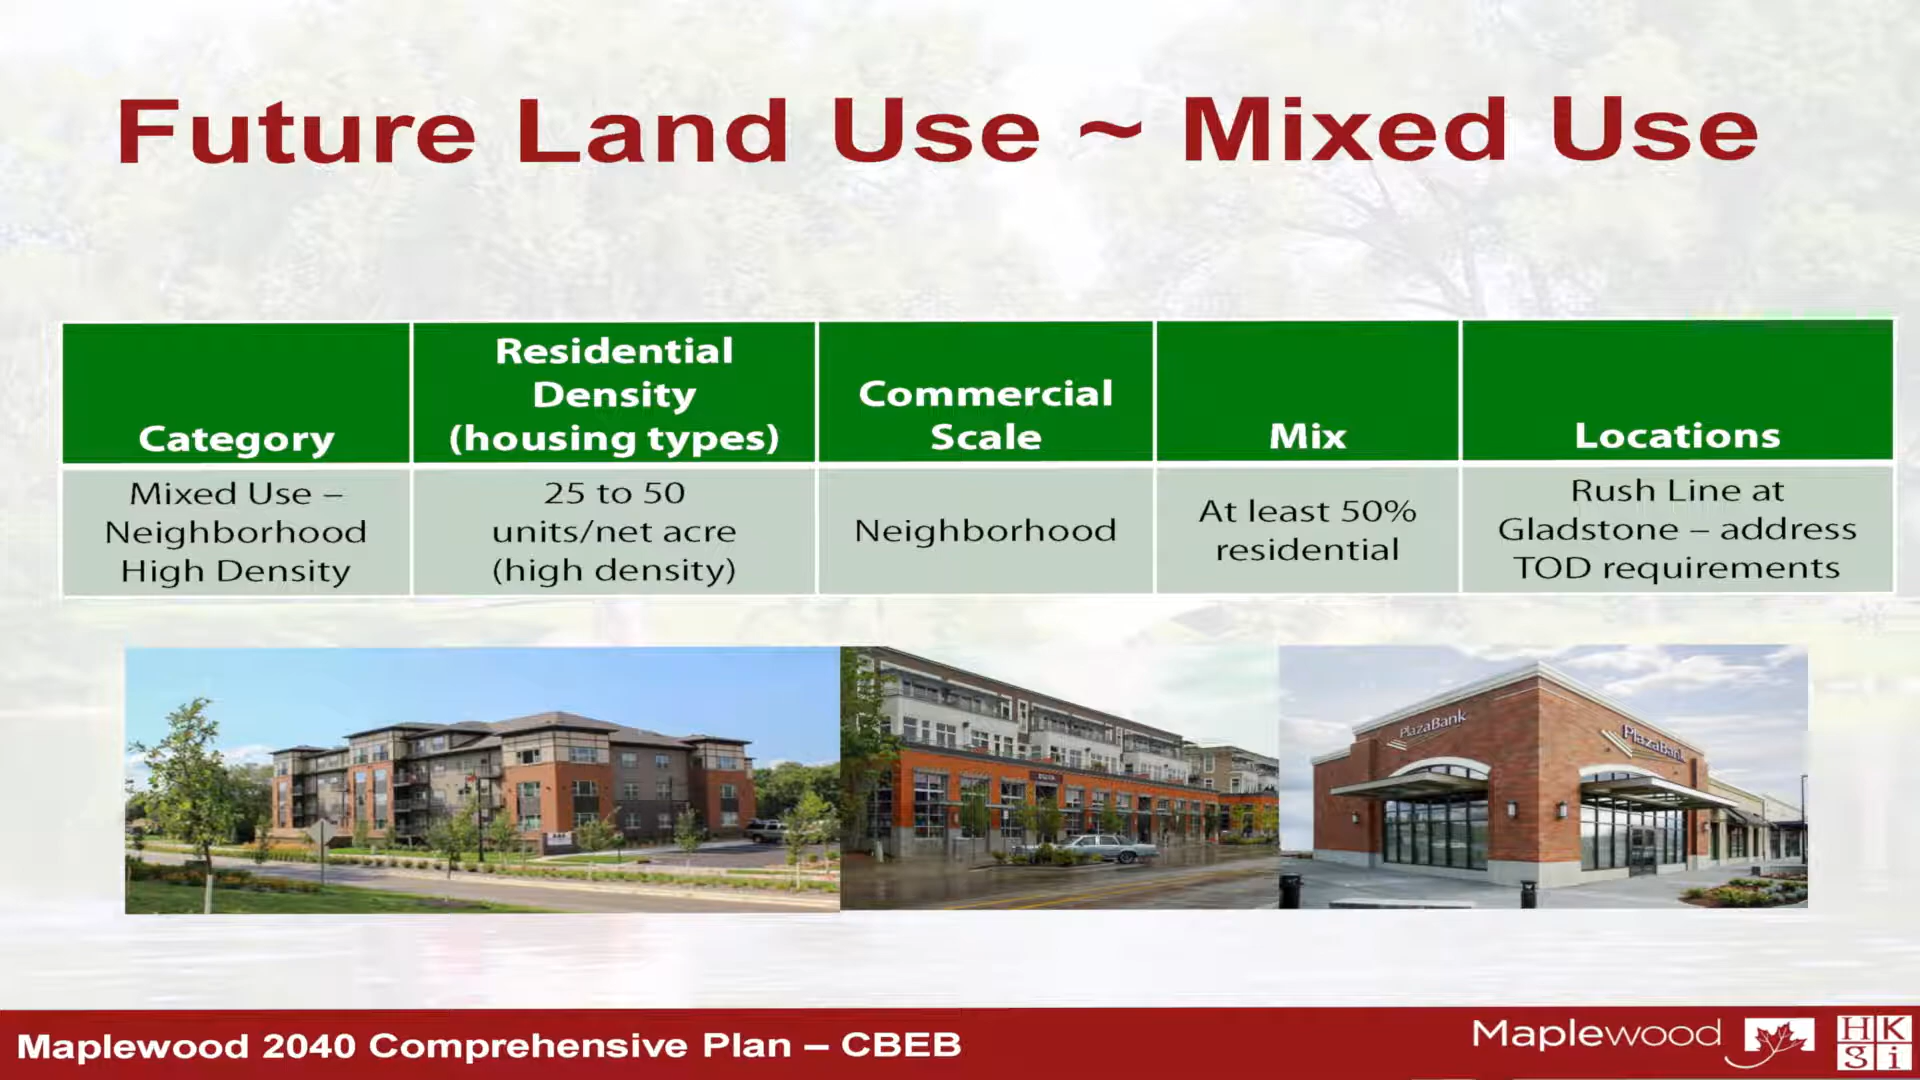 Future Land Use ~ Mixed Use
Category
Residential
Density
(housing types)
Commercial
Scale
Mix
Locations
Mixed Use –
Neighborhood
High Density
25 to 50
units/net acre
(high density)
Neighborhood
At least 50%
residential
Rush Line at
Gladstone – address
TOD requirements
PlazaBank
PlazaBank
Maplewood 2040 Comprehensive Plan – CBEB
Maplewood
HK
gi